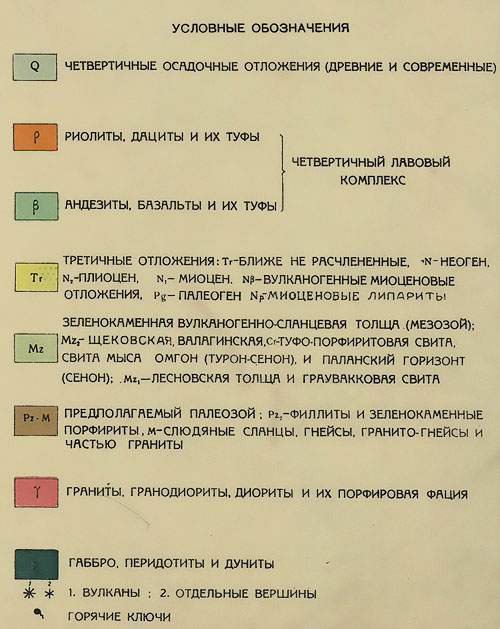 УСЛОВНЫЕ ОБОЗНАЧЕНИЯ
Q ЧЕТВЕРТИЧНЫЕ ОСАДОЧНЫЕ ОТЛОЖЕНИЯ (ДРЕВНИЕ И СОВРЕМЕННЫЕ)
ρ РИОЛИТЫ, ДАЦИТЫ И ИХ ТУФЫ
ЧЕТВЕРТИЧНЫЙ ЛАВОВЫЙ
КОМПЛЕКС
β АНДЕЗИТЫ, БАЗАЛЬТЫ И ИХ ТУФЫ
ТРЕТИЧНЫЕ ОТЛОЖЕНИЯ: Tr-БЛИЖЕ НЕ РАСЧЛЕНЕННЫЕ, N-НЕОГЕН,
Tr N₂-ПЛИОЦЕН, N₁- МИОЦЕН. Nβ-ВУЛКАНОГЕННЫЕ МИОЦЕНОВЫЕ
ОТЛОЖЕНИЯ, Pg- ПАЛЕОГЕН Nρ-МИОЦЕНОВЫЕ ЛИПАРИТЫ
ЗЕЛЕНОКАМЕННАЯ ВУЛКАНОГЕННО-СЛАНЦЕВАЯ ТОЛЩА (МЕЗОЗОЙ);
Mz Mz₂- ЩЕКОВСКАЯ, ВАЛАГИНСКАЯ, Cr-ТУФО-ПОРФИРИТОВАЯ СВИТА,
СВИТА МЫСА ОМГОН (ТУРОН-СЕНОН), И ПАЛАНСКИЙ ГОРИЗОНТ
(СЕНОН); Mz₁-ЛЕСНОВСКАЯ ТОЛЩА И ГРАУВАККОВАЯ СВИТА
Pz-M ПРЕДПОЛАГАЕМЫЙ ПАЛЕОЗОЙ; Pz₂-ФИЛЛИТЫ И ЗЕЛЕНОКАМЕННЫЕ
ПОРФИРИТЫ, М-СЛЮДЯНЫЕ СЛАНЦЫ, ГНЕЙСЫ, ГРАНИТО-ГНЕЙСЫ И
ЧАСТЬЮ ГРАНИТЫ
γ ГРАНИТЫ, ГРАНОДИОРИТЫ, ДИОРИТЫ И ИХ ПОРФИРОВАЯ ФАЦИЯ
ГАББРО, ПЕРИДОТИТЫ И ДУНИТЫ
1 2
1. ВУЛКАНЫ; 2. ОТДЕЛЬНЫЕ ВЕРШИНЫ
ГОРЯЧИЕ КЛЮЧИ